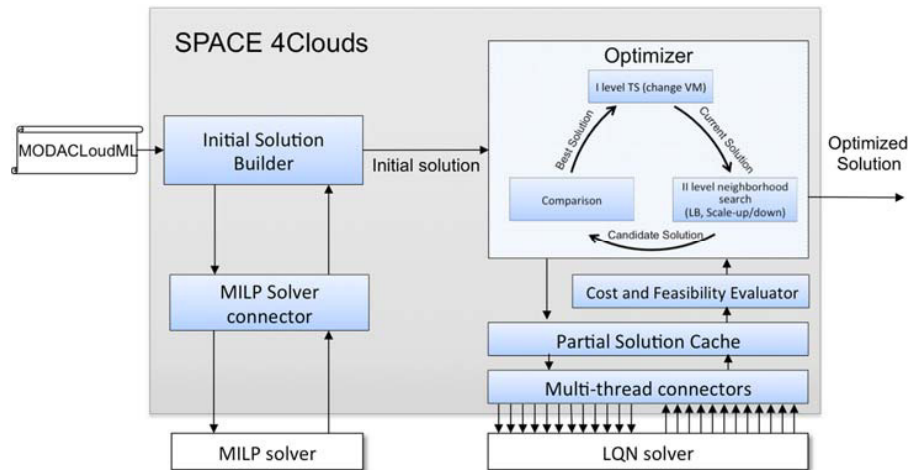 SPACE 4Clouds
Optimizer
I level TS (change VM)
Best Solution
Current Solution
Comparison
II level neighborhood
search
(LB, Scale-up/down)
Candidate Solution
MODACLoudML
Initial Solution
Builder
Initial solution
Optimized
Solution
MILP Solver
connector
Cost and Feasibility Evaluator
Partial Solution Cache
Multi-thread connectors
MILP solver
LQN solver